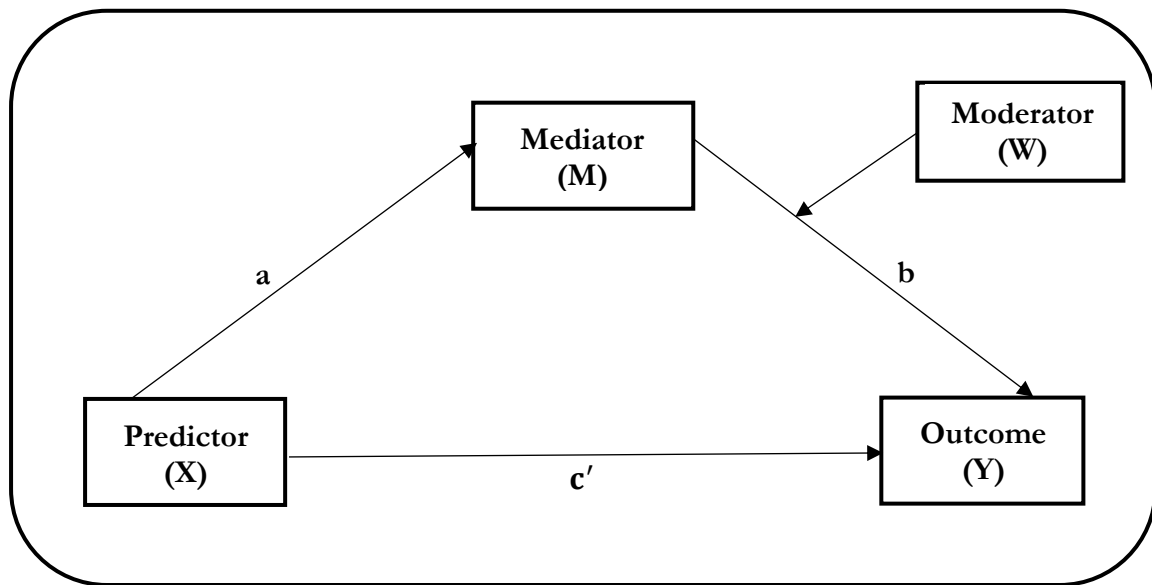 Mediator
(M)
Moderator
(W)
a
b
Predictor
(X)
c′
Outcome
(Y)